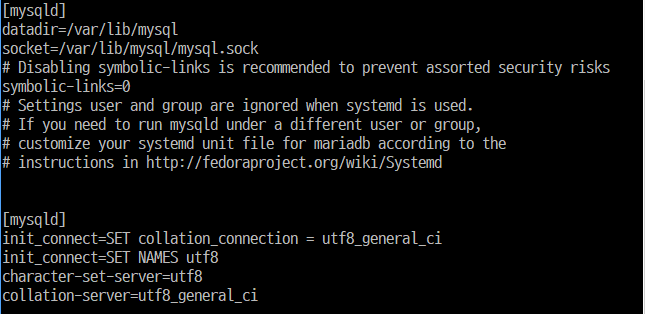 [mysqld]
datadir=/var/lib/mysql
socket=/var/lib/mysql/mysql.sock
# Disabling symbolic-links is recommended to prevent assorted security risks
symbolic-links=0
# Settings user and group are ignored when systemd is used.
# If you need to run mysqld under a different user or group,
# customize your systemd unit file for mariadb according to the
# instructions in http://fedoraproject.org/wiki/Systemd
[mysqld]
init_connect=SET collation_connection = utf8_general_ci
init_connect=SET NAMES utf8
character-set-server=utf8
collation-server=utf8_general_ci